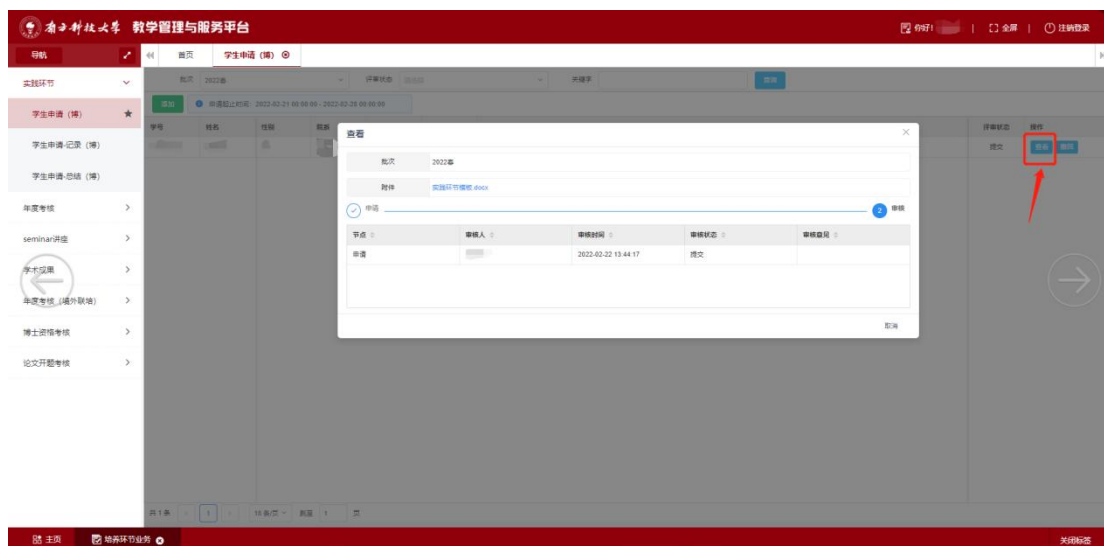 南方科技大学 教学管理与服务平台
你好! | 全屏 | 注销登录
导航
首页 学生申请 (博)
实践环节
学生申请 (博)
学生申请-记录 (博)
学生申请-总结 (博)
年度考核
seminar讲座
学术成果
年度考核 (境外联培)
博士资格考核
论文开题考核
批次 2022春 评审状态 关键字 查询
添加 申请起止时间: 2022-02-21 00:00:00 - 2022-02-28 00:00:00
学号 姓名 性别 院系 评审状态 操作
提交 查看 删除
查看
批次 2022春
附件 实践环节模板.docx
申请 2 审核
节点 审核人 审核时间 审核状态 审核意见
申请 2022-02-22 13:44:17 提交
取消
共 1 条 1 10 条/页 跳至 1 页
主页 培养环节业务 关闭标签